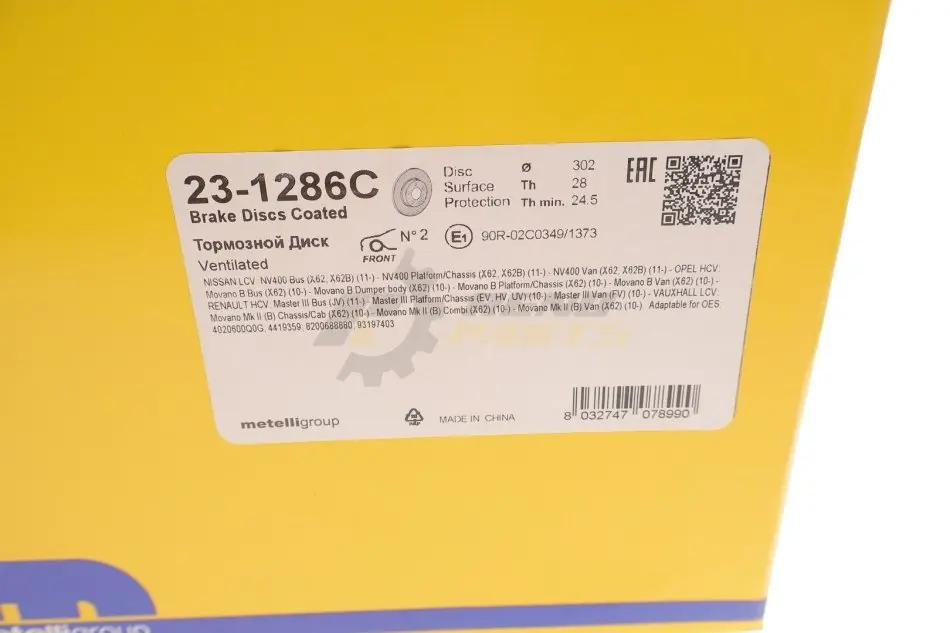 23-1286C
Brake Discs Coated
Тормозной Диск
Ventilated
Disc Ø 302
Surface Th 28
Protection Th min. 24.5
EAC
FRONT
N° 2
E1 90R-02C0349/1373
NISSAN LCV: NV400 Bus (X62, X62B) (11-) - NV400 Platform/Chassis (X62, X62B) (11-) - NV400 Van (X62, X62B) (11-) - OPEL HCV:
Movano B Bus (X62) (10-) - Movano B Dumper body (X62) (10-) - Movano B Platform/Chassis (X62) (10-) - Movano B Van (X62) (10-) -
RENAULT HCV: Master III Bus (JV) (11-) - Master III Platform/Chassis (EV, HV, UV) (10-) - Master III Van (FV) (10-) - VAUXHALL LCV:
Movano Mk II (B) Chassis/Cab (X62) (10-) - Movano Mk II (B) Combi (X62) (10-) - Movano Mk II (B) Van (X62) (10-) Adaptable for OES
4020600Q0G, 4419359, 8200688880, 93197403
PARTS
metelligroup
MADE IN CHINA
8 032747 078990
metelligroup